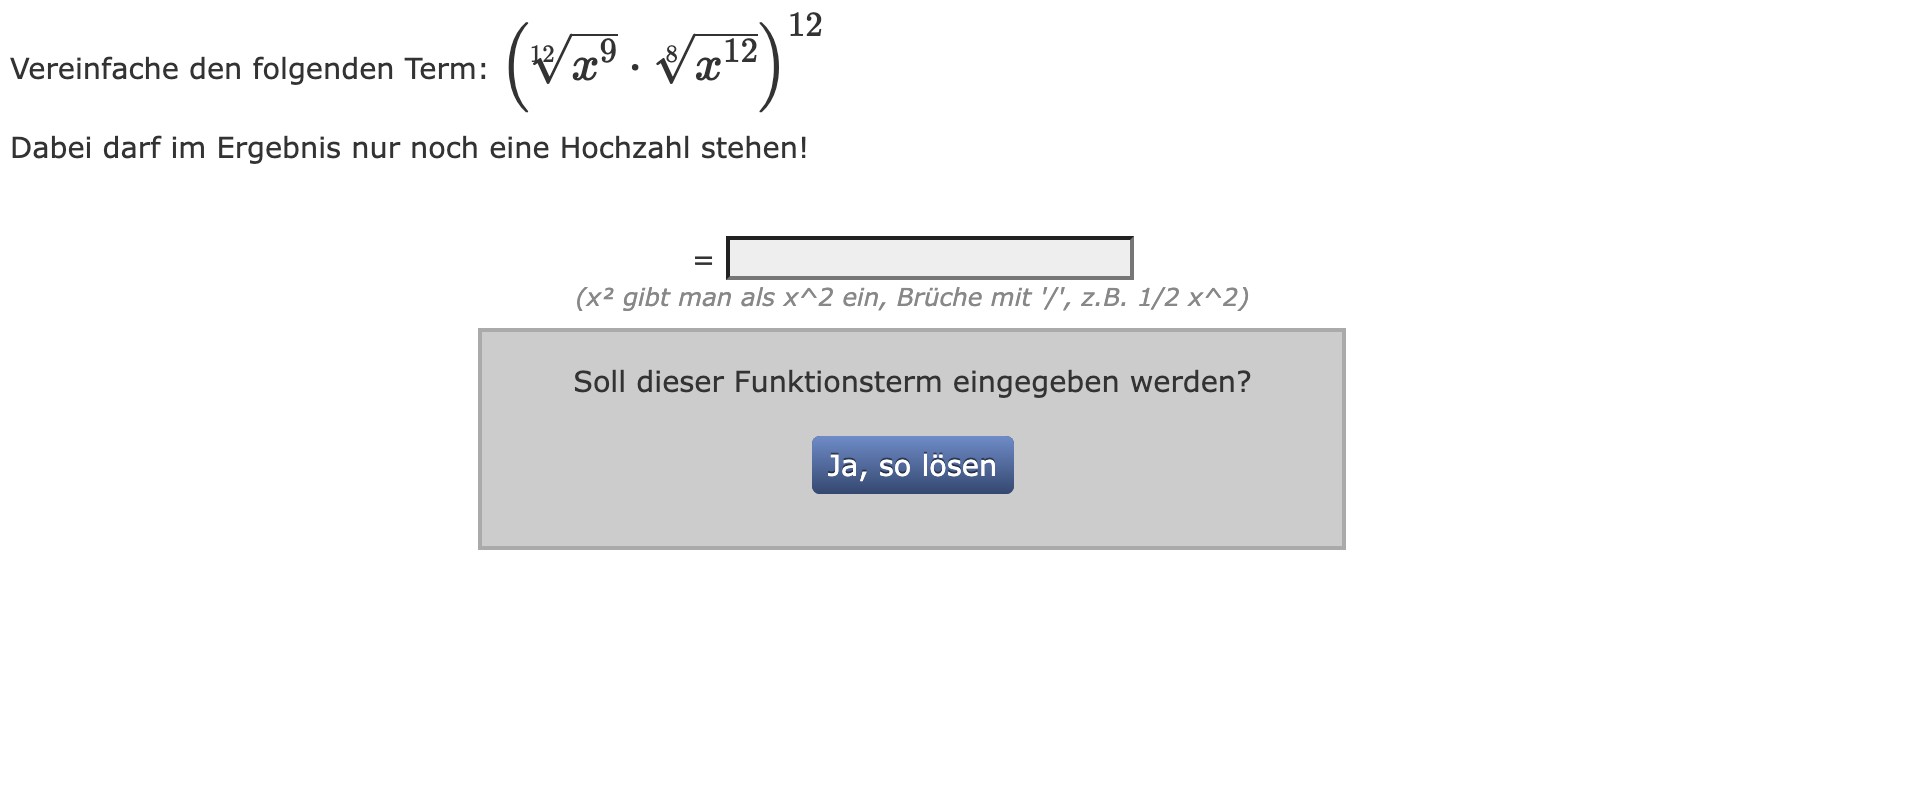 Vereinfache den folgenden Term: $\left(\sqrt[12]{x^9} \cdot \sqrt[8]{x^{12}}\right)^{12}$
Dabei darf im Ergebnis nur noch eine Hochzahl stehen!
=
(x² gibt man als x^2 ein, Brüche mit '/', z.B. 1/2 x^2)
Soll dieser Funktionsterm eingegeben werden?
Ja, so lösen